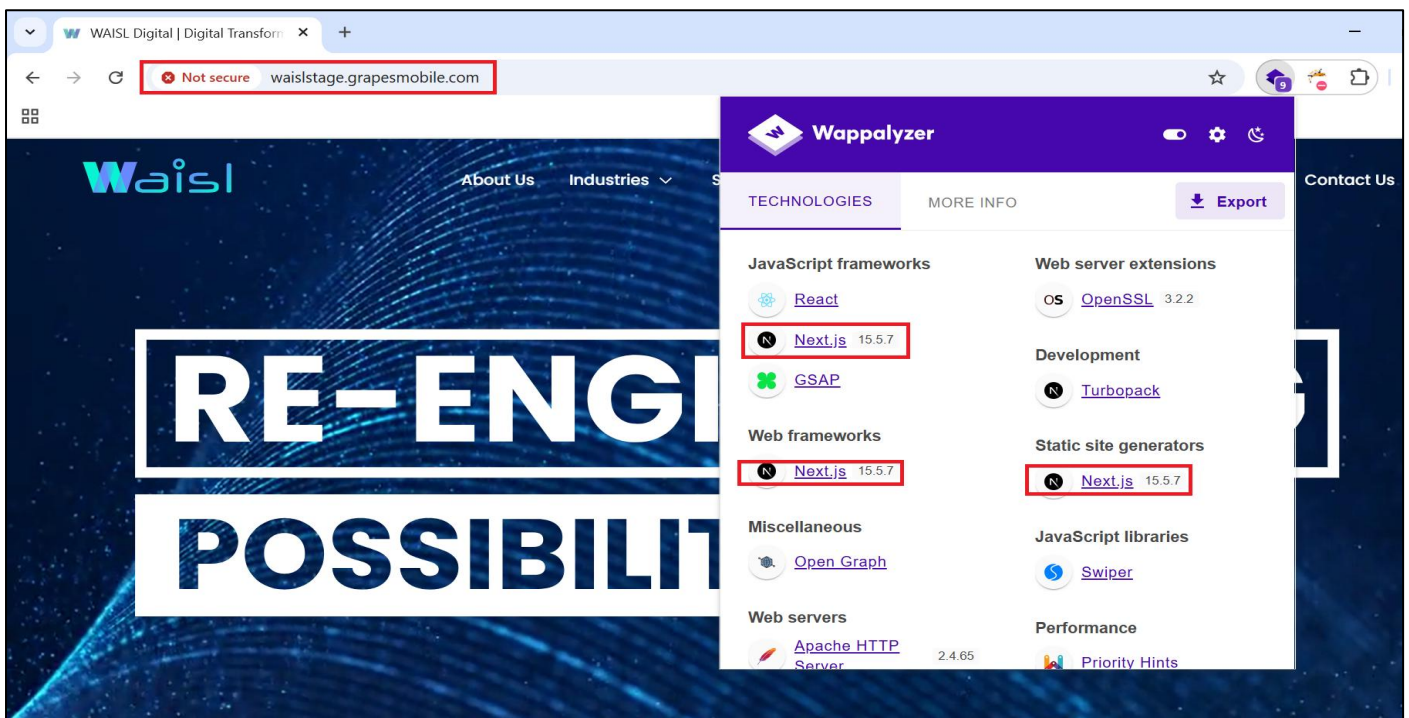 WAISL Digital | Digital Transform
Not secure waislstage.grapesmobile.com
9
Waisl
About Us Industries S Contact Us
Wappalyzer
TECHNOLOGIES MORE INFO Export
JavaScript frameworks
React
Next.js 15.5.7
GSAP
Web frameworks
Next.js 15.5.7
Miscellaneous
Open Graph
Web servers
Apache HTTP
Server 2.4.65
Web server extensions
OpenSSL 3.2.2
Development
Turbopack
Static site generators
Next.js 15.5.7
JavaScript libraries
Swiper
Performance
Priority Hints
RE-ENGI G
POSSIBILIT